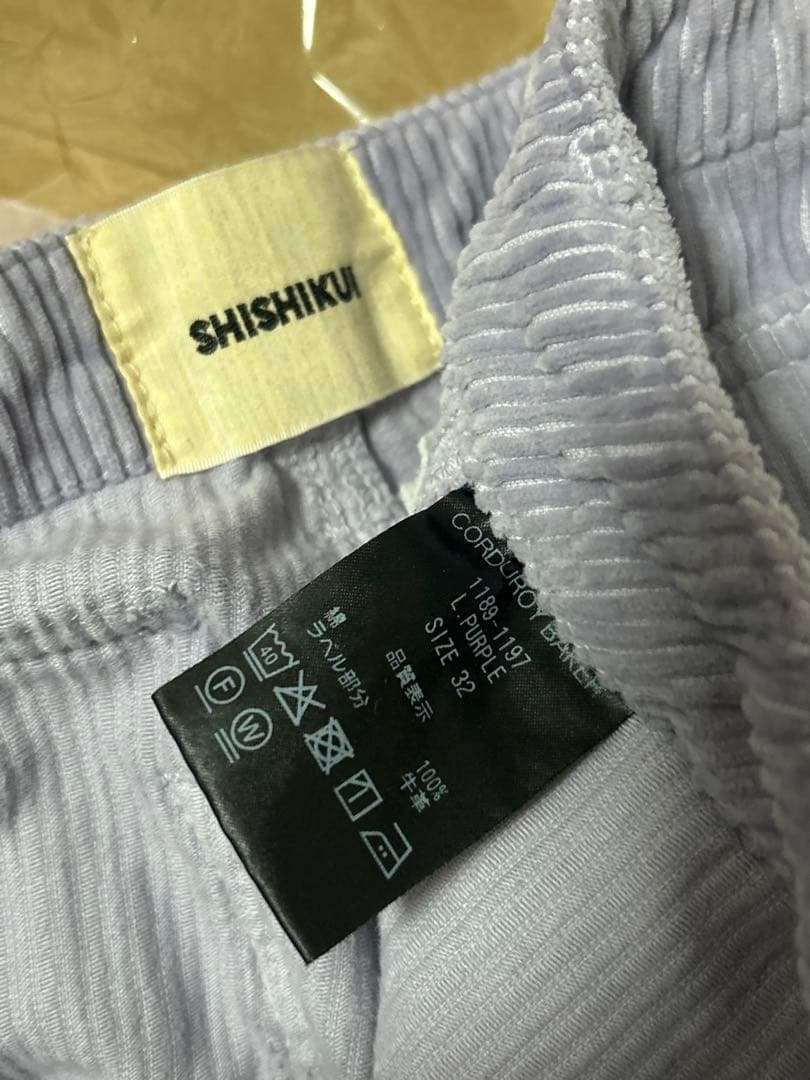 SHISHIKUI
CORDUROY BAKER
1189-1197
L.PURPLE
SIZE 32
品質表示
綿 100%
ラベル部分 牛革
40
F
W